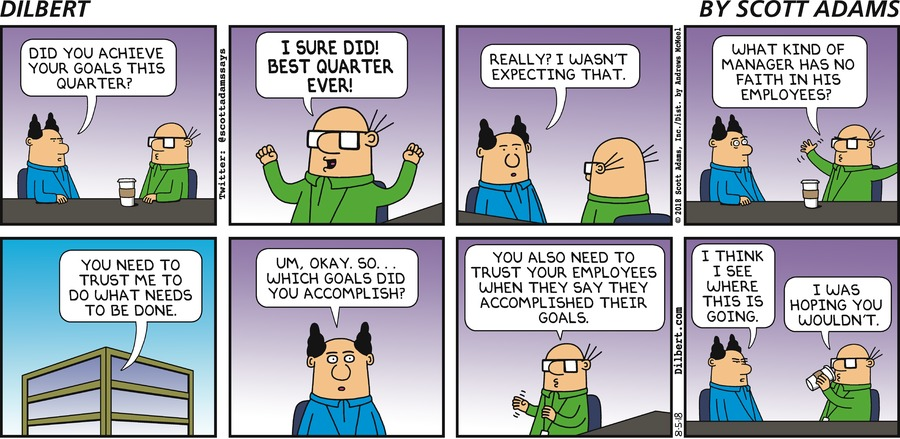 DILBERT
BY SCOTT ADAMS
DID YOU ACHIEVE
YOUR GOALS THIS
QUARTER?
Twitter: @scottadamssays
I SURE DID!
BEST QUARTER
EVER!
REALLY? I WASN'T
EXPECTING THAT.
© 2018 Scott Adams, Inc./Dist. by Andrews McMeel
WHAT KIND OF
MANAGER HAS NO
FAITH IN HIS
EMPLOYEES?
YOU NEED TO
TRUST ME TO
DO WHAT NEEDS
TO BE DONE.
UM, OKAY. SO...
WHICH GOALS DID
YOU ACCOMPLISH?
YOU ALSO NEED TO
TRUST YOUR EMPLOYEES
WHEN THEY SAY THEY
ACCOMPLISHED THEIR
GOALS.
8-5-18 Dilbert.com
I THINK
I SEE
WHERE
THIS IS
GOING.
I WAS
HOPING YOU
WOULDN'T.